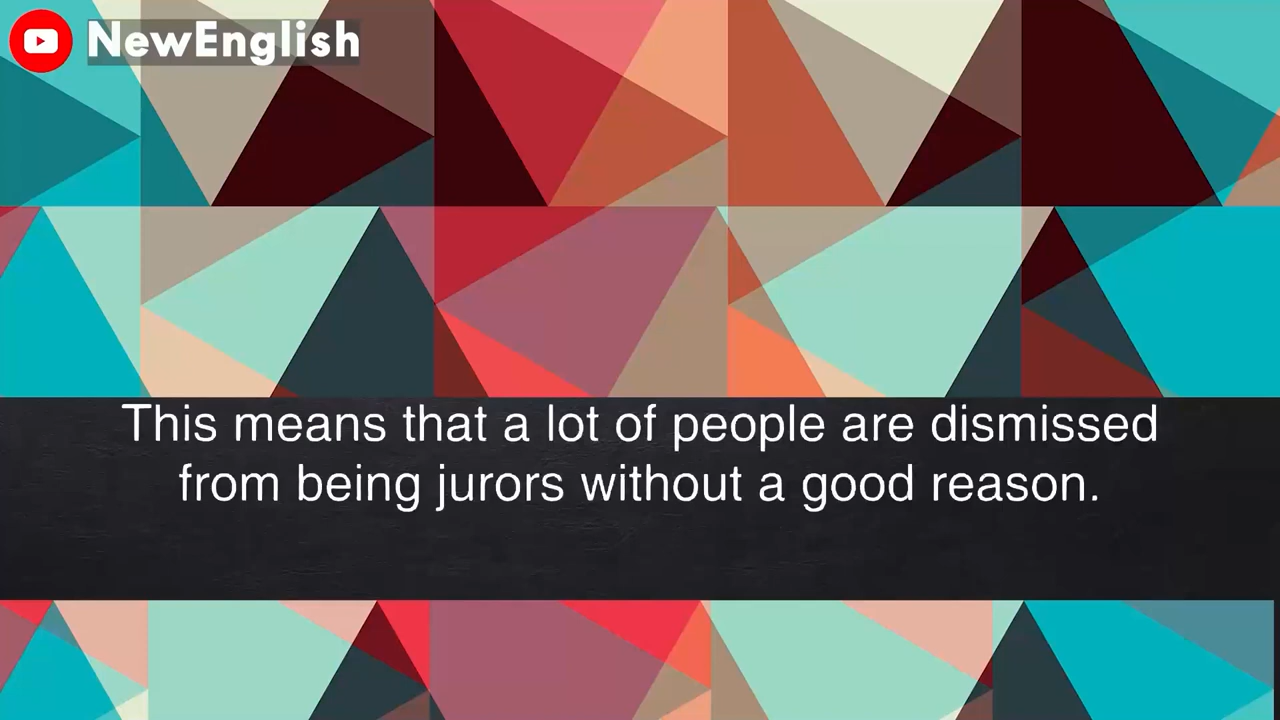 NewEnglish
This means that a lot of people are dismissed
from being jurors without a good reason.